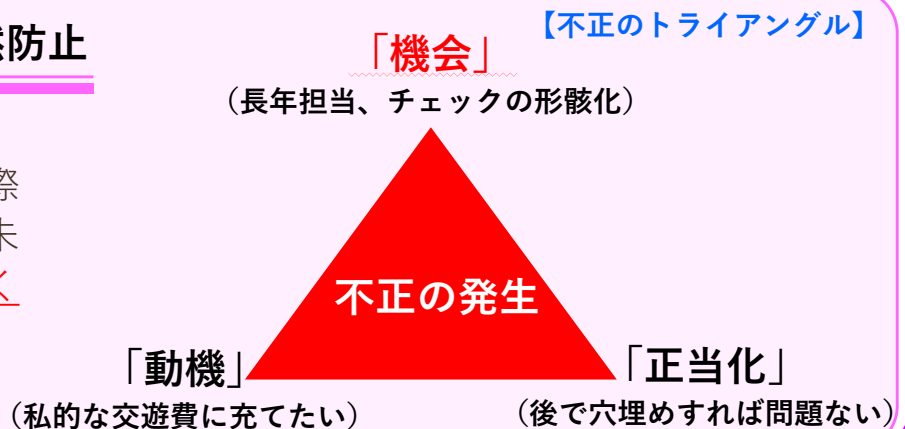 防止
【不正のトライアングル】
「機会」
（長年担当、チェックの形骸化）
際
未
く
不正の発生
「動機」
「正当化」
（私的な交遊費に充てたい）
（後で穴埋めすれば問題ない）